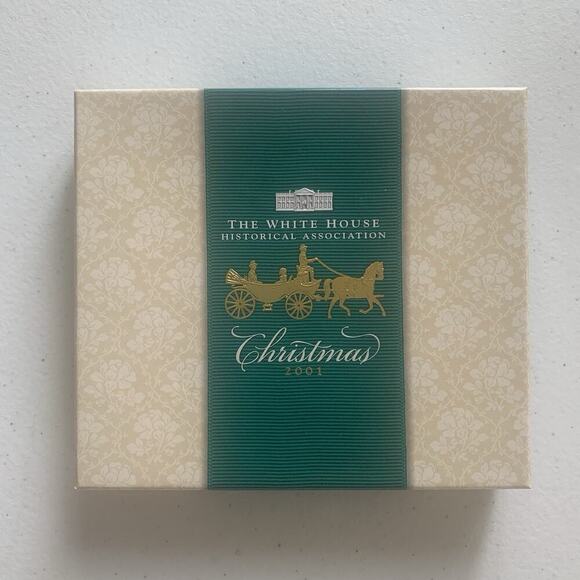 THE WHITE HOUSE
HISTORICAL ASSOCIATION
Christmas
2001